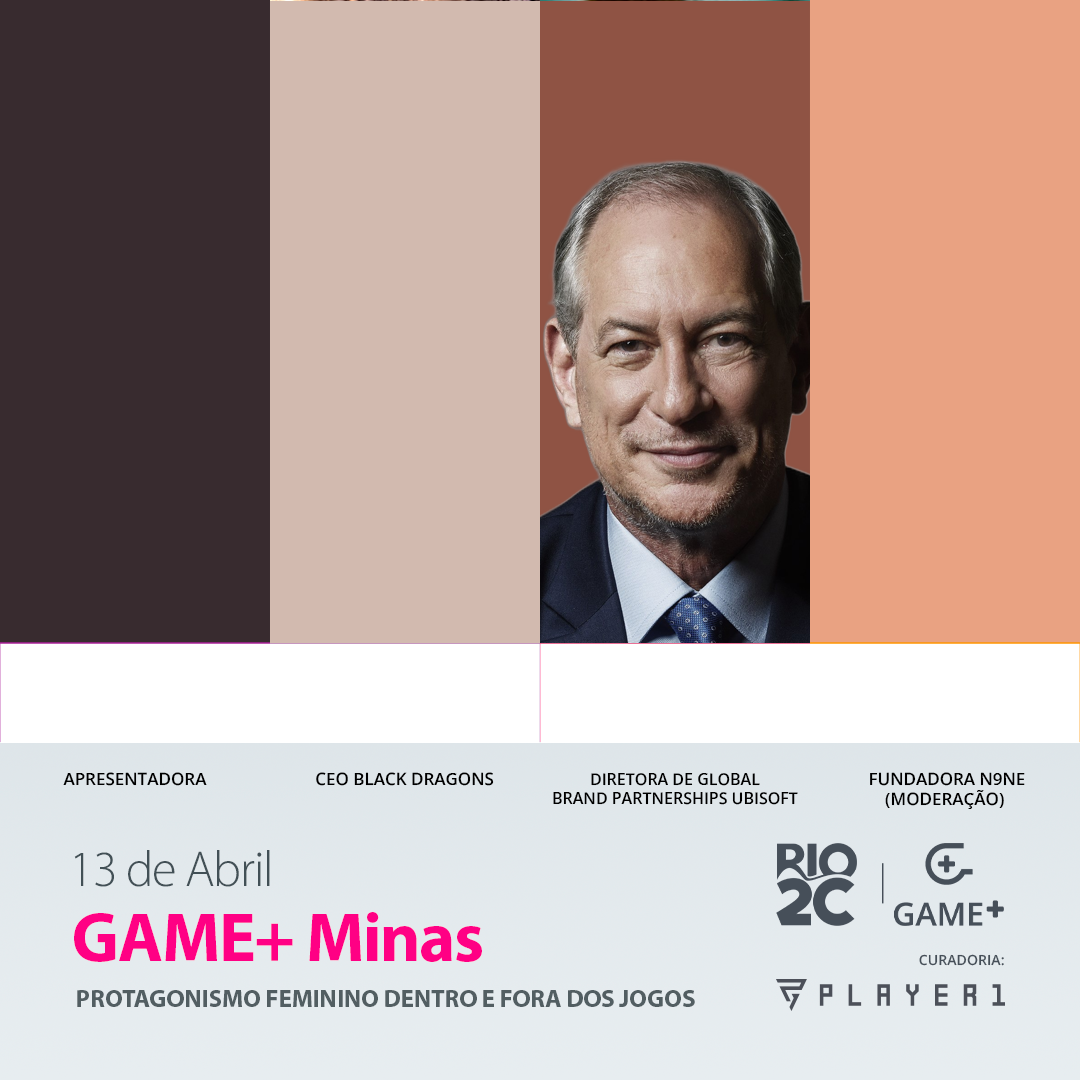 APRESENTADORA
CEO BLACK DRAGONS
DIRETORA DE GLOBAL
BRAND PARTNERSHIPS UBISOFT
FUNDADORA N9NE
(MODERAÇÃO)
13 de Abril
GAME+ Minas
PROTAGONISMO FEMININO DENTRO E FORA DOS JOGOS
RIO
2C
GAME+
CURADORIA:
PLAYER1